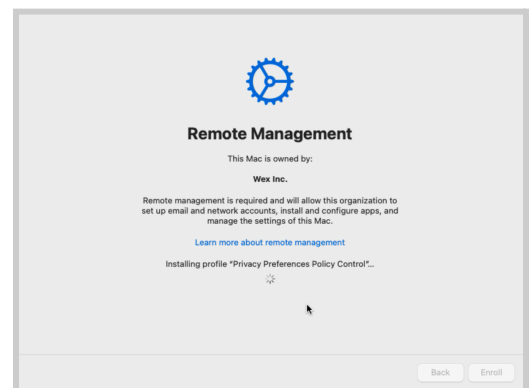 Remote Management
This Mac is owned by:
Wex Inc.
Remote management is required and will allow this organization to
set up email and network accounts, install and configure apps, and
manage the settings of this Mac.
Learn more about remote management
Installing profile “Privacy Preferences Policy Control”...
Back
Enroll